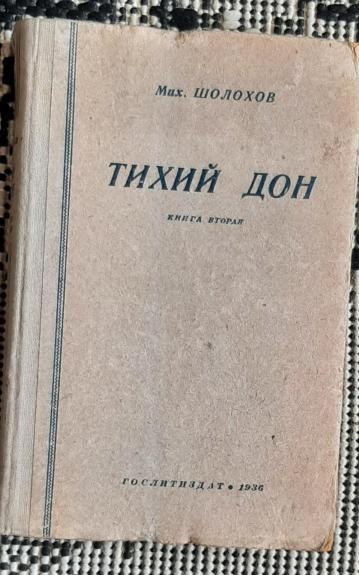 Мих. ШОЛОХОВ
ТИХИЙ ДОН
КНИГА ВТОРАЯ
ГОСЛИТИЗДАТ • 1936